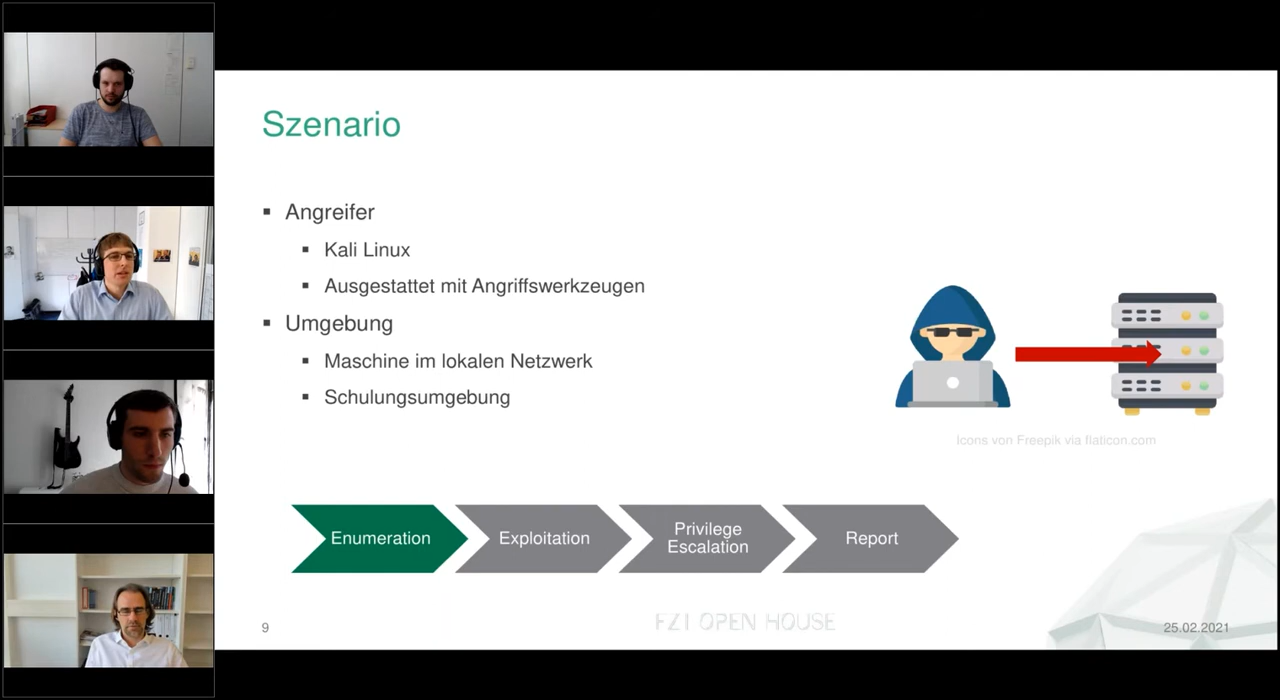 Szenario
▪ Angreifer
▪ Kali Linux
▪ Ausgestattet mit Angriffswerkzeugen
▪ Umgebung
▪ Maschine im lokalen Netzwerk
▪ Schulungsumgebung
Icons von Freepik via flaticon.com
Enumeration
Exploitation
Privilege
Escalation
Report
9
FZI OPEN HOUSE
25.02.2021